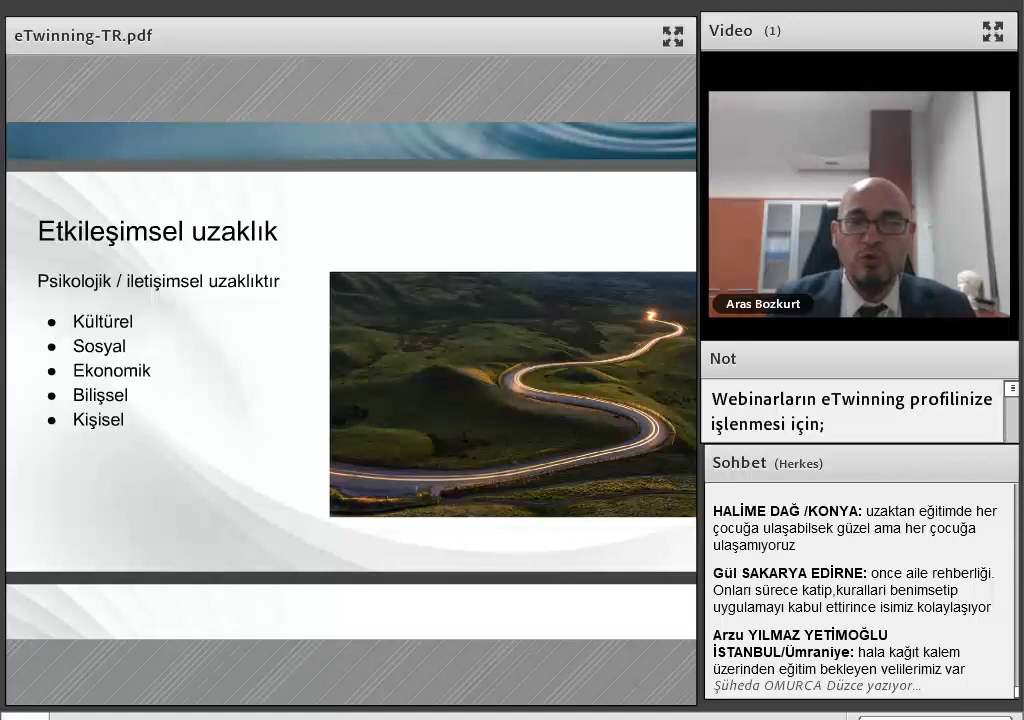 eTwinning-TR.pdf
Etkileşimsel uzaklık
Psikolojik / iletişimsel uzaklıktır
● Kültürel
● Sosyal
● Ekonomik
● Bilişsel
● Kişisel
Video (1)
Aras Bozkurt
Not
Webinarların eTwinning profilinize
işlenmesi için;
Sohbet (Herkes)
HALİME DAĞ /KONYA: uzaktan eğitimde her
çocuğa ulaşabilsek güzel ama her çocuğa
ulaşamıyoruz
Gül SAKARYA EDİRNE: once aile rehberliği.
Onları sürece katip,kurallari benimsetip
uygulamayı kabul ettirince isimiz kolaylaşıyor
Arzu YILMAZ YETİMOĞLU
İSTANBUL/Ümraniye: hala kağıt kalem
üzerinden eğitim bekleyen velilerimiz var
Şüheda OMURCA Düzce yazıyor...